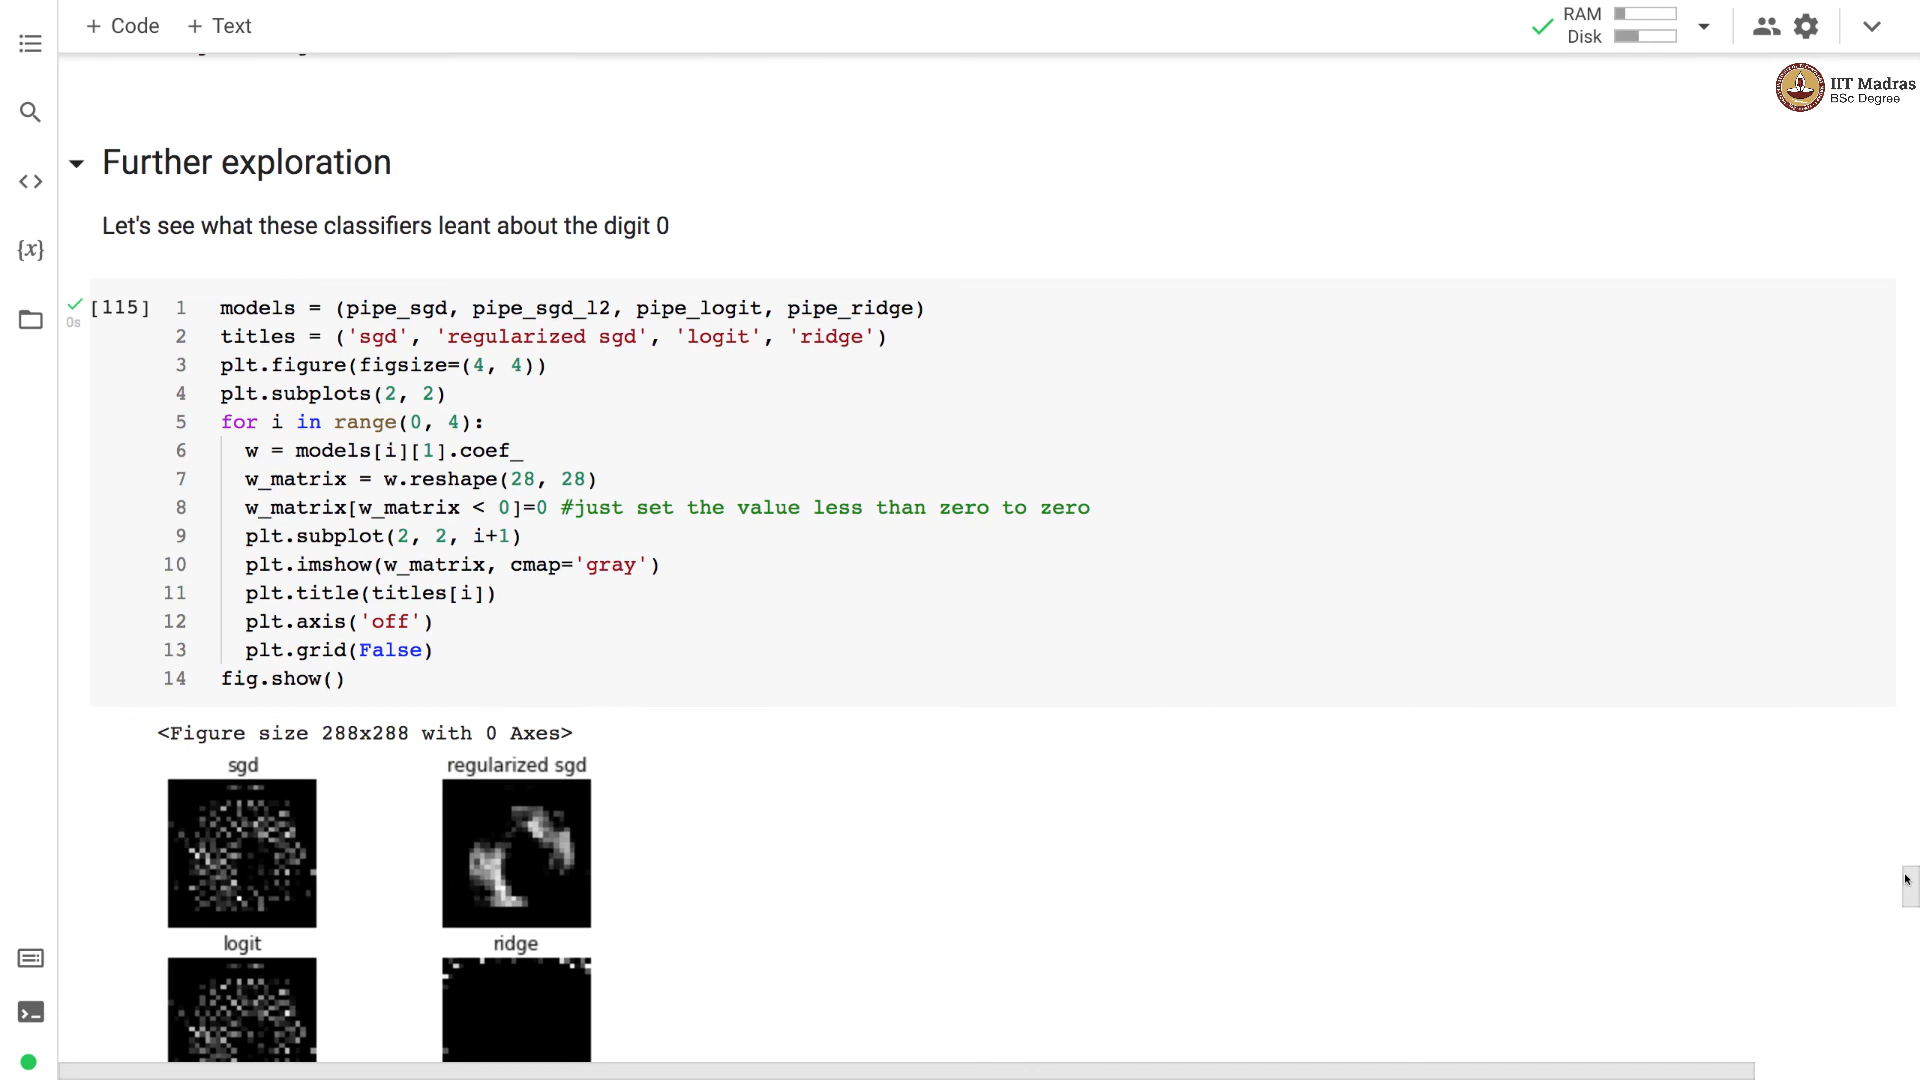 + Code + Text
RAM
Disk
IIT Madras
BSc Degree
Further exploration
{x}
Let's see what these classifiers leant about the digit 0
[115]
0s
1 models = (pipe_sgd, pipe_sgd_l2, pipe_logit, pipe_ridge)
2 titles = ('sgd', 'regularized sgd', 'logit', 'ridge')
3 plt.figure(figsize=(4, 4))
4 plt.subplots(2, 2)
5 for i in range(0, 4):
6 w = models[i][1].coef_
7 w_matrix = w.reshape(28, 28)
8 w_matrix[w_matrix < 0]=0 #just set the value less than zero to zero
9 plt.subplot(2, 2, i+1)
10 plt.imshow(w_matrix, cmap='gray')
11 plt.title(titles[i])
12 plt.axis('off')
13 plt.grid(False)
14 fig.show()
<Figure size 288x288 with 0 Axes>
sgd regularized sgd
logit ridge